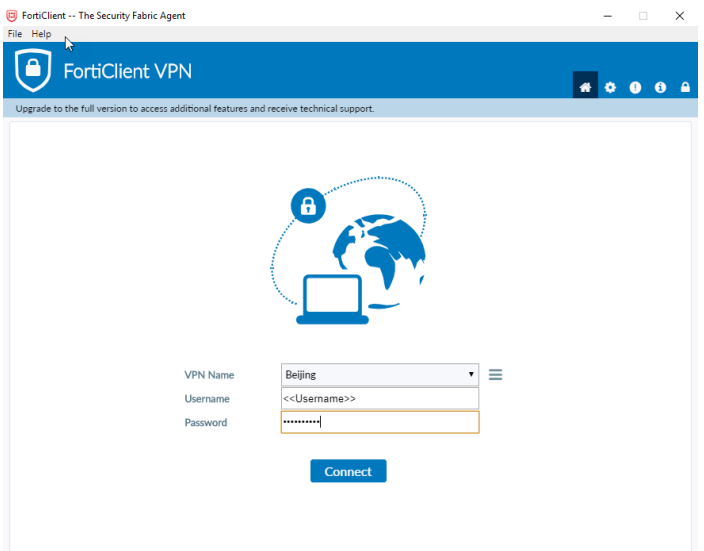 FortiClient -- The Security Fabric Agent
File Help
FortiClient VPN
Upgrade to the full version to access additional features and receive technical support.
VPN Name Beijing
Username <<Username>>
Password ••••••••••
Connect